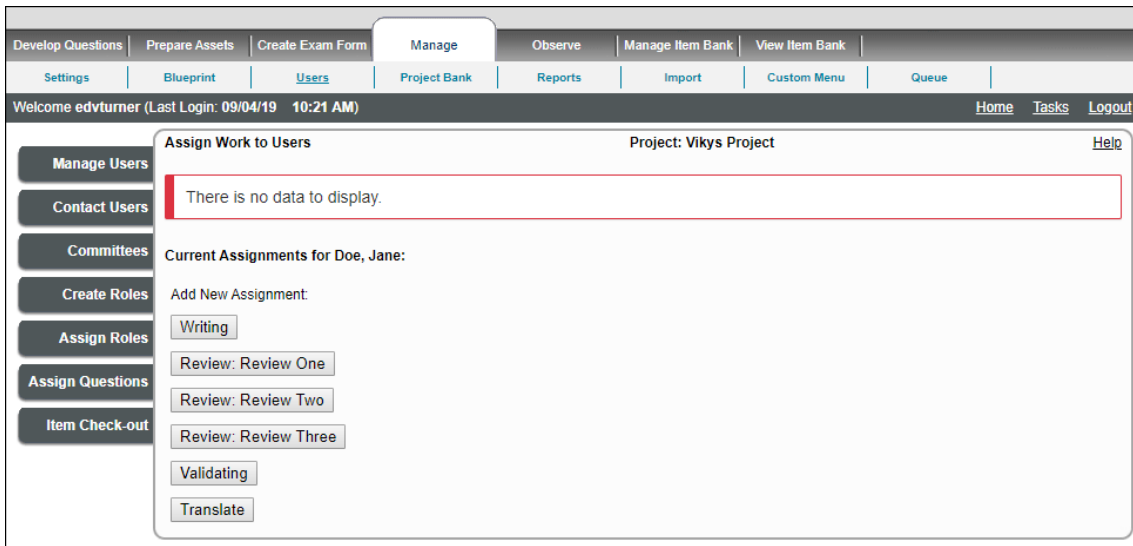 Develop Questions Prepare Assets Create Exam Form Manage Observe Manage Item Bank View Item Bank
Settings Blueprint Users Project Bank Reports Import Custom Menu Queue
Welcome edvturner (Last Login: 09/04/19 10:21 AM) Home Tasks Logout
Assign Work to Users Project: Vikys Project Help
Manage Users
Contact Users
Committees
Create Roles
Assign Roles
Assign Questions
Item Check-out
There is no data to display.
Current Assignments for Doe, Jane:
Add New Assignment:
Writing
Review: Review One
Review: Review Two
Review: Review Three
Validating
Translate